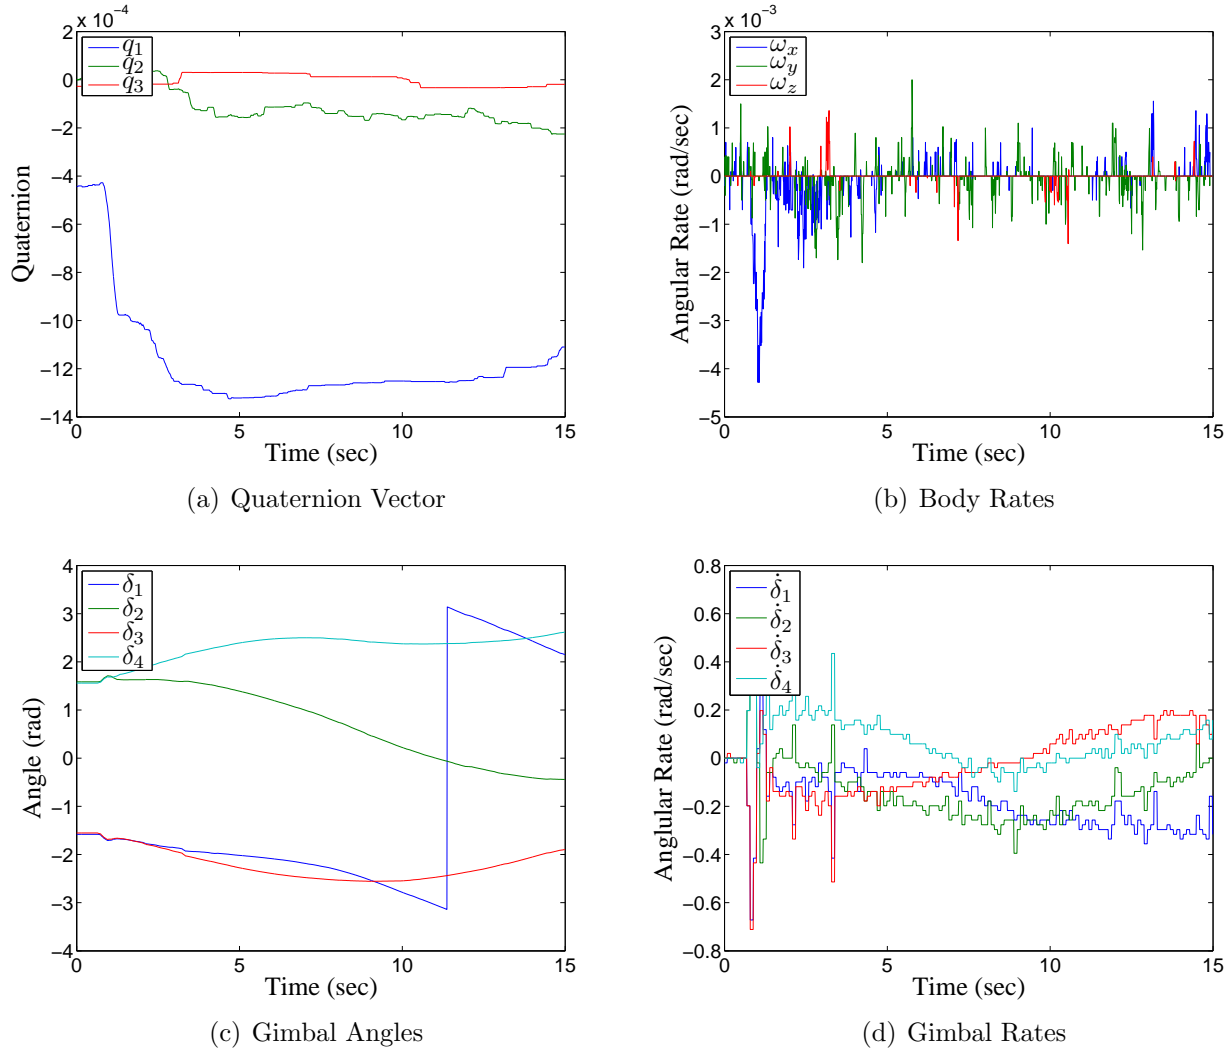 x 10⁻⁴
2
0
−2
−4
−6
−8
−10
−12
−14
Quaternion
q₁
q₂
q₃
0 5 10 15
Time (sec)
(a) Quaternion Vector
x 10⁻³
3
2
1
0
−1
−2
−3
−4
−5
Angular Rate (rad/sec)
ωₓ
ω_y
ω_z
0 5 10 15
Time (sec)
(b) Body Rates
4
3
2
1
0
−1
−2
−3
−4
Angle (rad)
δ₁
δ₂
δ₃
δ₄
0 5 10 15
Time (sec)
(c) Gimbal Angles
0.8
0.6
0.4
0.2
0
−0.2
−0.4
−0.6
−0.8
Anglular Rate (rad/sec)
δ̇₁
δ̇₂
δ̇₃
δ̇₄
0 5 10 15
Time (sec)
(d) Gimbal Rates